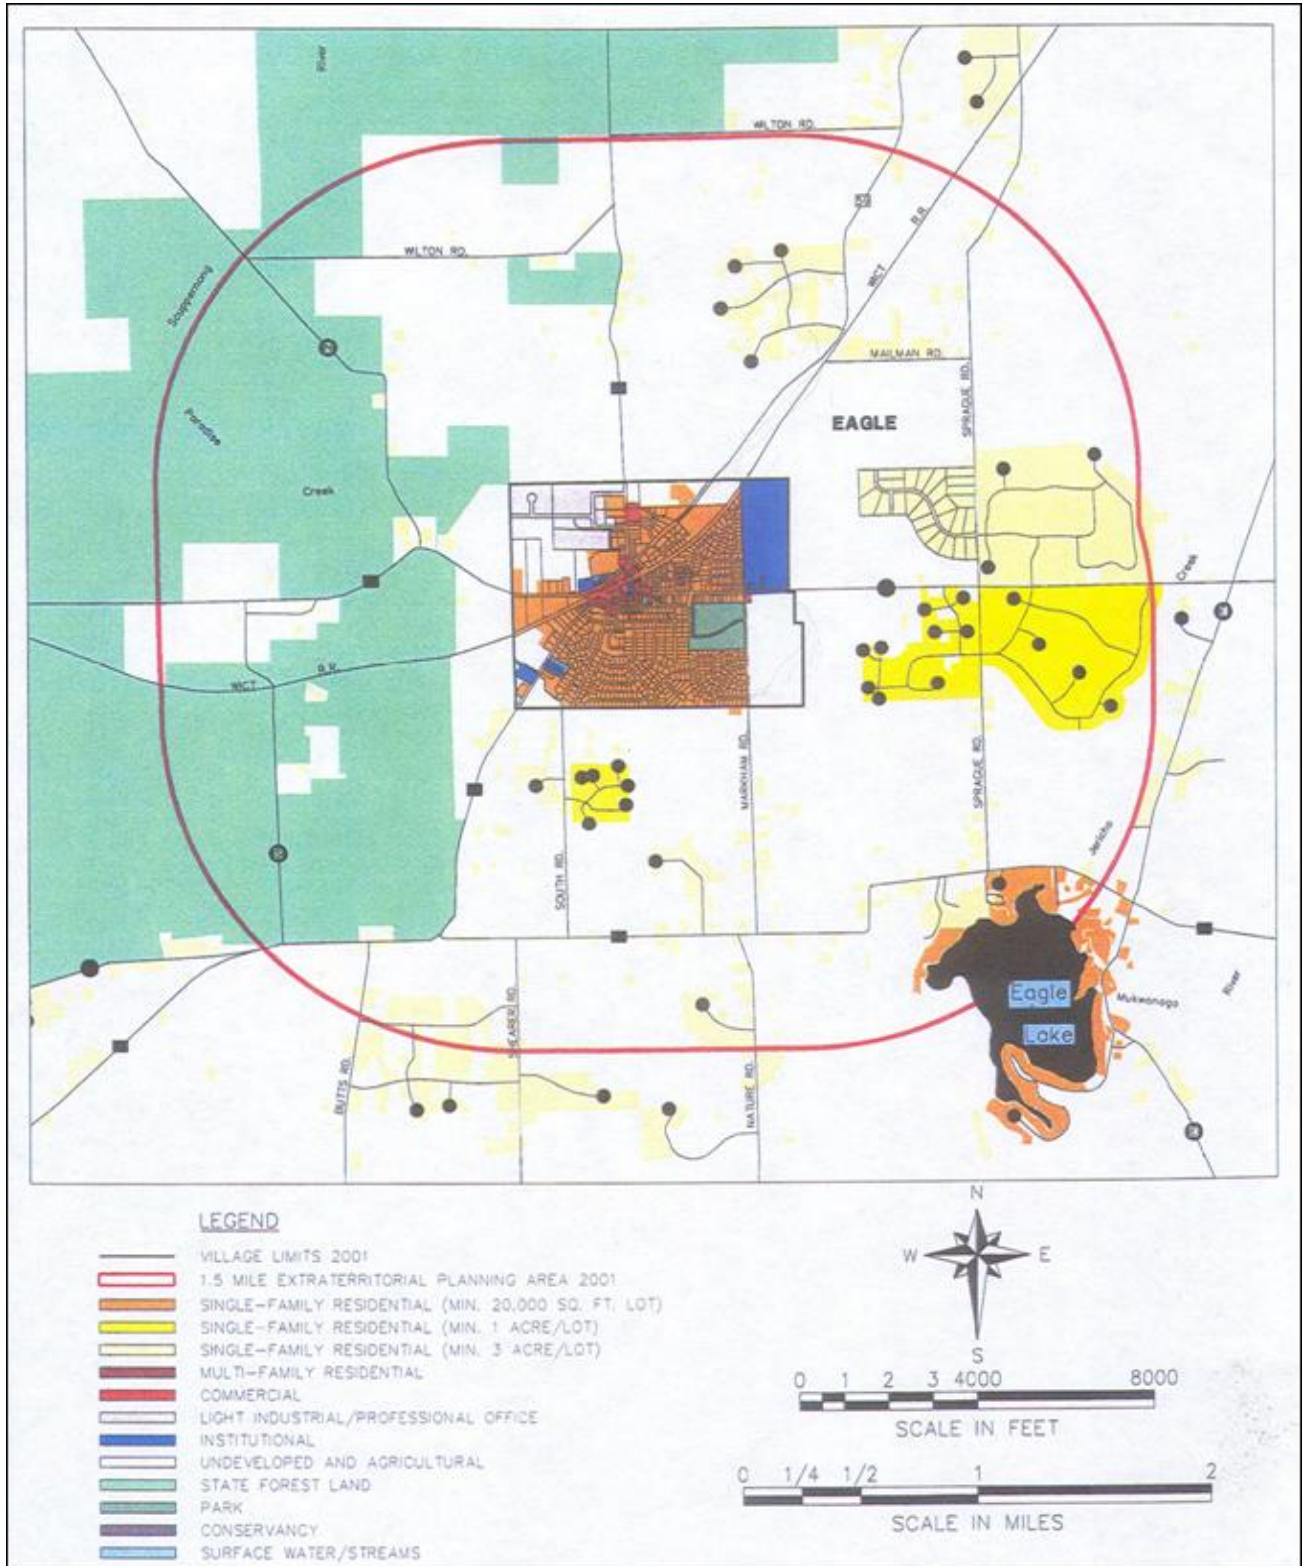 River
WILTON RD.
R.R.
WILTON RD.
WCT
Scuppernong
MAILMAN RD.
SPRAGUE RD.
EAGLE
Paradise
Creek
Creek
R.R.
WCT
MARKHAM RD.
SPRAGUE RD.
Jericho
SOUTH RD.
River
Eagle
Mukwonago
Lake
SHEARER RD.
BUTTS RD.
NATURE RD.
LEGEND
VILLAGE LIMITS 2001
1.5 MILE EXTRATERRITORIAL PLANNING AREA 2001
SINGLE-FAMILY RESIDENTIAL (MIN. 20,000 SQ. FT. LOT)
SINGLE-FAMILY RESIDENTIAL (MIN. 1 ACRE/LOT)
SINGLE-FAMILY RESIDENTIAL (MIN. 3 ACRE/LOT)
MULTI-FAMILY RESIDENTIAL
COMMERCIAL
LIGHT INDUSTRIAL/PROFESSIONAL OFFICE
INSTITUTIONAL
UNDEVELOPED AND AGRICULTURAL
STATE FOREST LAND
PARK
CONSERVANCY
SURFACE WATER/STREAMS
N
W E
S
0 1 2 3 4000 8000
SCALE IN FEET
0 1/4 1/2 1 2
SCALE IN MILES